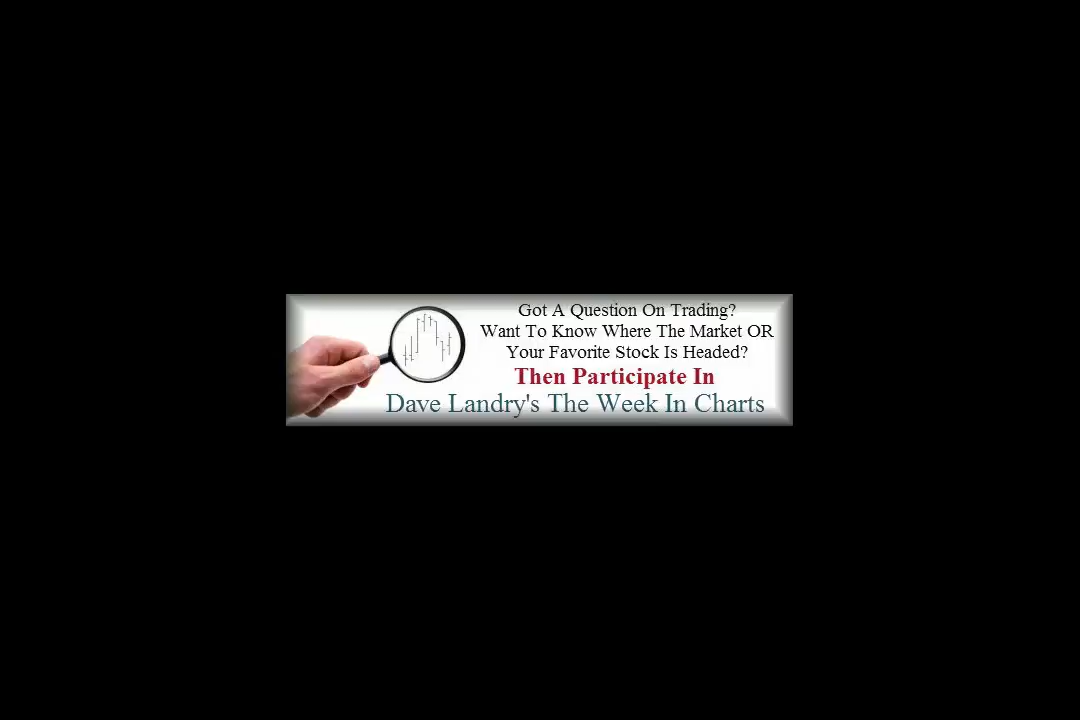 Got A Question On Trading?
Want To Know Where The Market OR
Your Favorite Stock Is Headed?
Then Participate In
Dave Landry's The Week In Charts